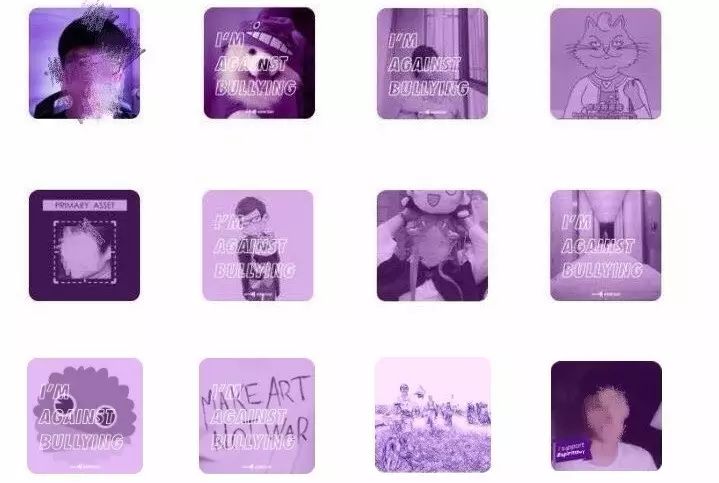 I'M
AGAINST
BULLYING
I'M
AGAINST
BULLYING
PRIMARY ASSET
I'M
AGAINST
BULLYING
I'M
AGAINST
BULLYING
I'M
AGAINST
BULLYING
MAKE ART
NOT WAR
I'M
AGAINST
BULLYING
I support
#spiritday